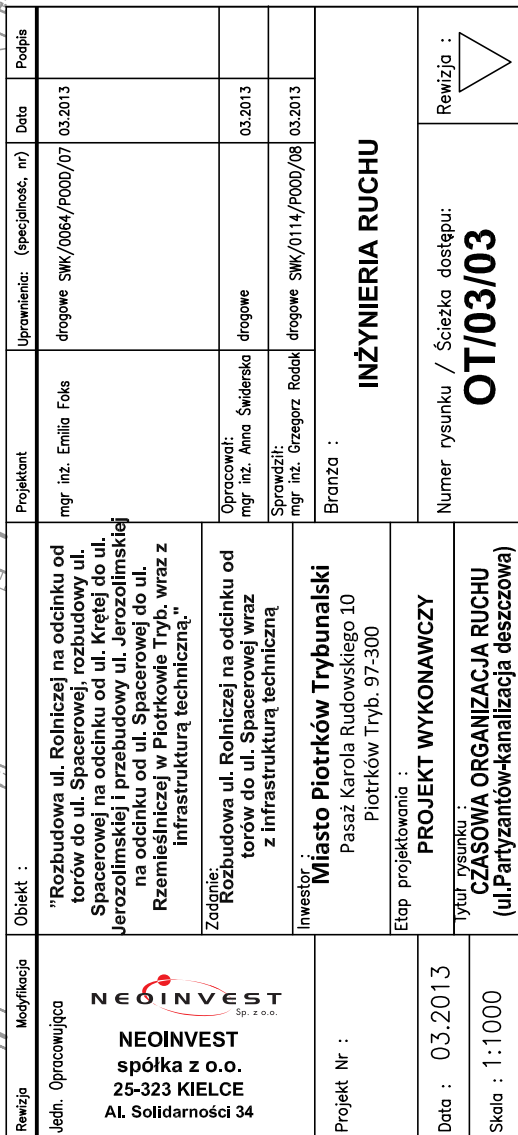 Rewizja
Modyfikacja
Obiekt :
Projektant
Uprawnienia: (specjalność, nr)
Data
Podpis
Jedn. Opracowująca
NEOINVEST
Sp. z o.o.
NEOINVEST
spółka z o.o.
25-323 KIELCE
Al. Solidarności 34
"Rozbudowa ul. Rolniczej na odcinku od
torów do ul. Spacerowej, rozbudowy ul.
Spacerowej na odcinku od ul. Krętej do ul.
Jerozolimskiej i przebudowy ul. Jerozolimskiej
na odcinku od ul. Spacerowej do ul.
Rzemieślniczej w Piotrkowie Tryb. wraz z
infrastrukturą techniczną."
mgr inż. Emilia Foks
drogowe SWK/0064/POOD/07
03.2013
Zadanie:
Rozbudowa ul. Rolniczej na odcinku od
torów do ul. Spacerowej wraz
z infrastrukturą techniczną
Opracował:
mgr inż. Anna Świderska
drogowe
03.2013
Sprawdził:
mgr inż. Grzegorz Rodak
drogowe SWK/0114/POOD/08
03.2013
Projekt Nr :
Inwestor :
Miasto Piotrków Trybunalski
Pasaż Karola Rudowskiego 10
Piotrków Tryb. 97-300
Branża :
INŻYNIERIA RUCHU
Etap projektowania :
PROJEKT WYKONAWCZY
Data : 03.2013
Skala : 1:1000
Tytuł rysunku :
CZASOWA ORGANIZACJA RUCHU
(ul.Partyzantów-kanalizacja deszczowa)
Numer rysunku / Ścieżka dostępu:
OT/03/03
Rewizja :